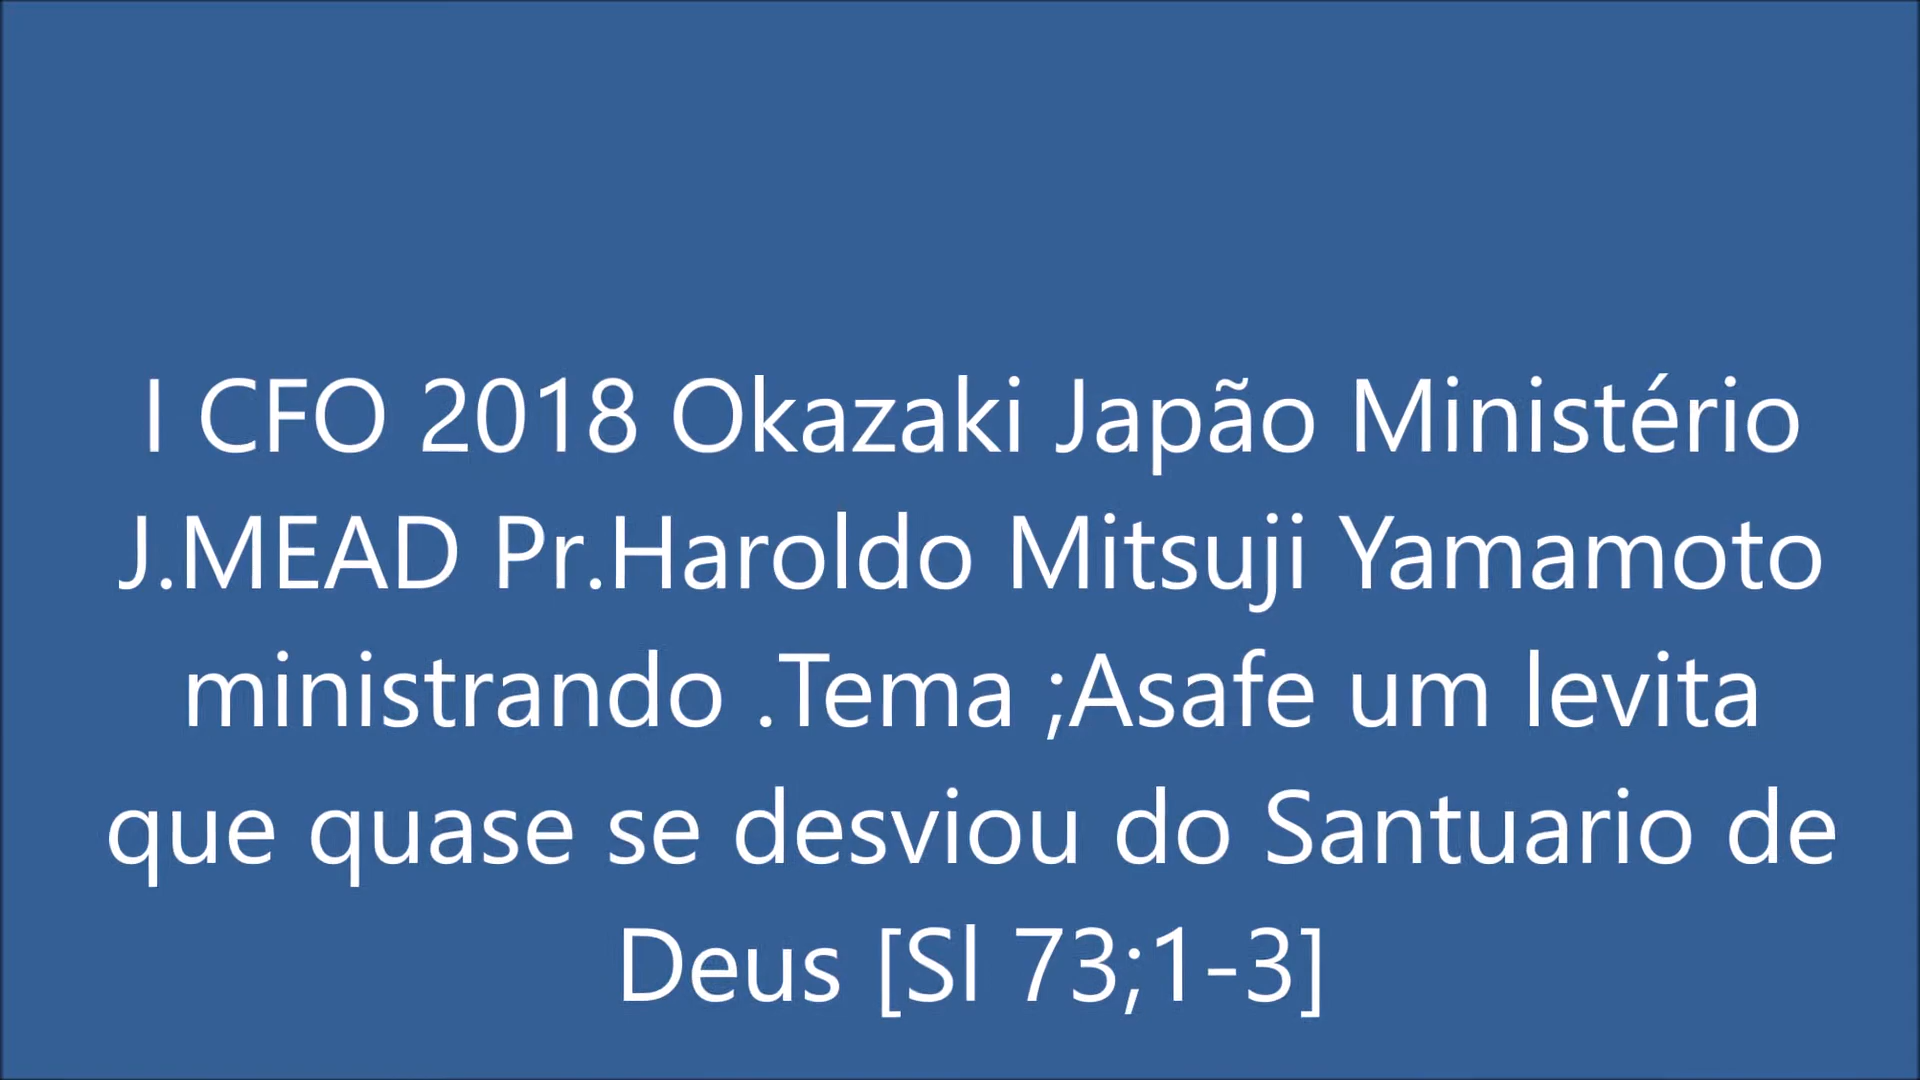 I CFO 2018 Okazaki Japão Ministério
J.MEAD Pr.Haroldo Mitsuji Yamamoto
ministrando .Tema ;Asafe um levita
que quase se desviou do Santuario de
Deus [Sl 73;1-3]